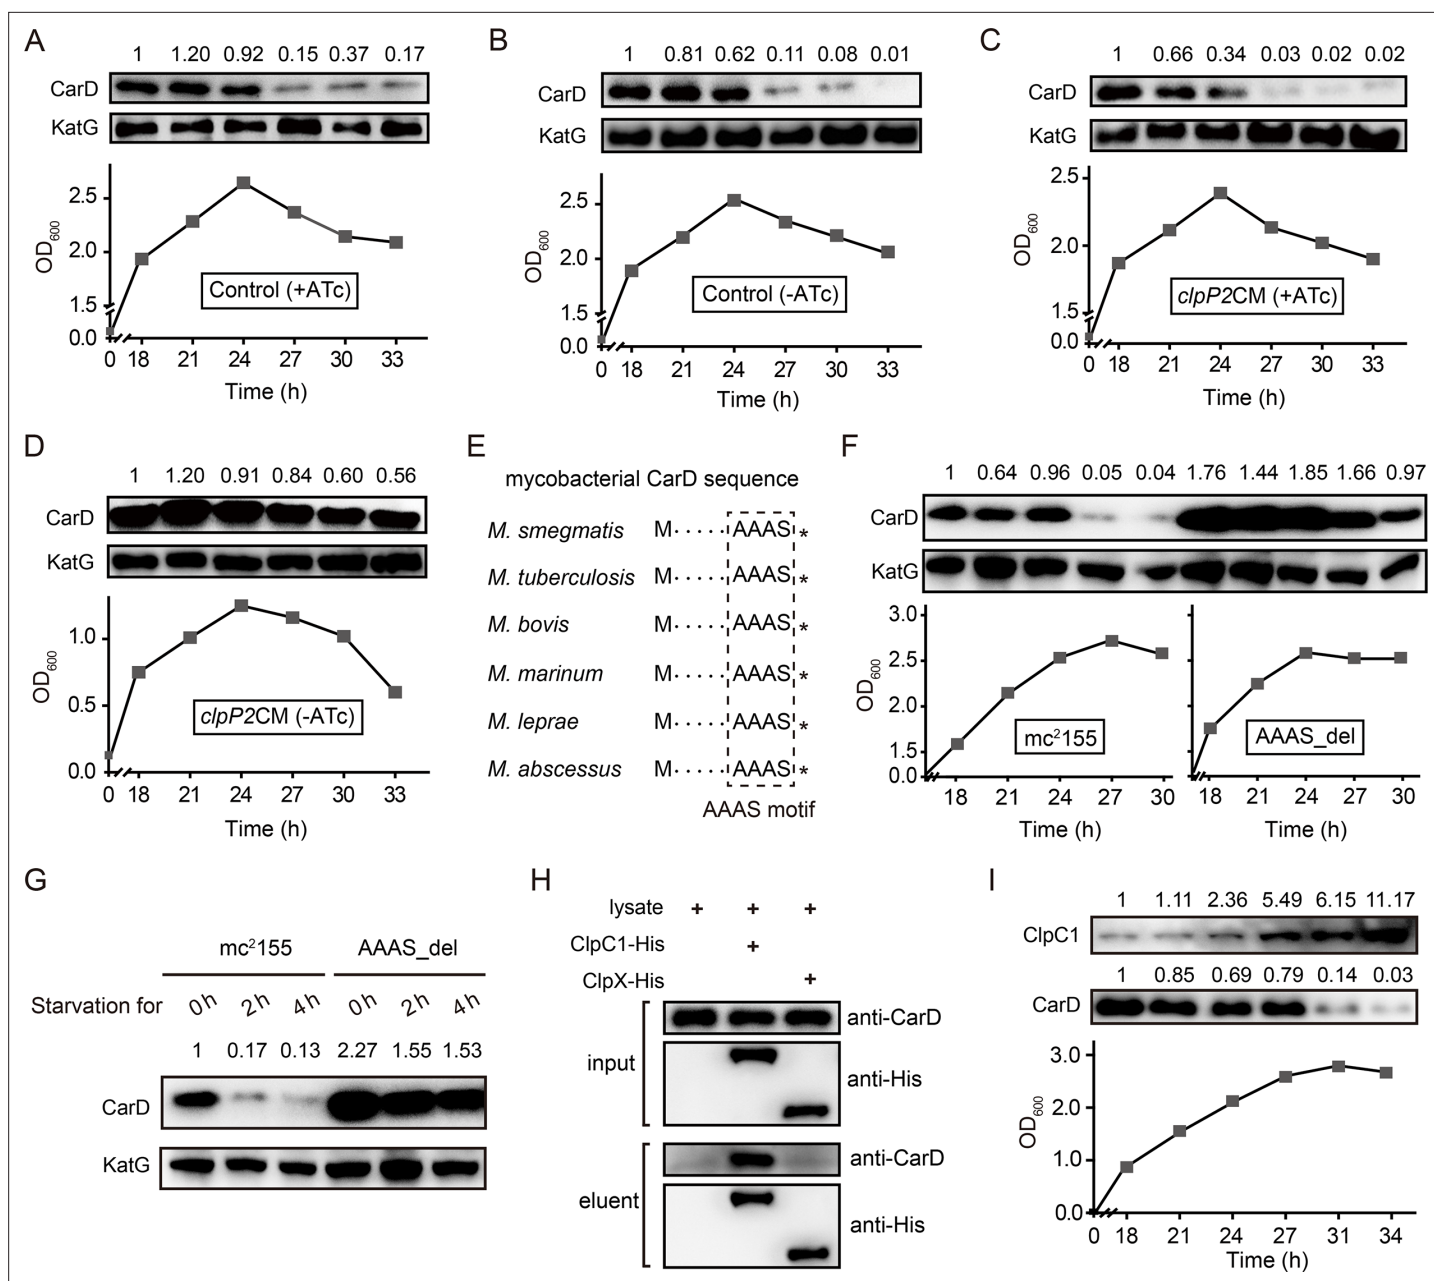 A
1 1.20 0.92 0.15 0.37 0.17
CarD
KatG
2.5
2.0
1.5
0.0
OD600
Control (+ATc)
0 18 21 24 27 30 33
Time (h)
B
1 0.81 0.62 0.11 0.08 0.01
CarD
KatG
2.5
2.0
1.5
0.0
OD600
Control (-ATc)
0 18 21 24 27 30 33
Time (h)
C
1 0.66 0.34 0.03 0.02 0.02
CarD
KatG
2.5
2.0
1.5
0.0
OD600
clpP2CM (+ATc)
0 18 21 24 27 30 33
Time (h)
D
1 1.20 0.91 0.84 0.60 0.56
CarD
KatG
1.0
0.5
0.0
OD600
clpP2CM (-ATc)
0 18 21 24 27 30 33
Time (h)
E
mycobacterial CarD sequence
M. smegmatis M·····AAAS*
M. tuberculosis M·····AAAS*
M. bovis M·····AAAS*
M. marinum M·····AAAS*
M. leprae M·····AAAS*
M. abscessus M·····AAAS*
AAAS motif
F
1 0.64 0.96 0.05 0.04 1.76 1.44 1.85 1.66 0.97
CarD
KatG
3.0
2.5
2.0
1.5
0.0
OD600
mc²155
AAAS_del
18 21 24 27 30
18 21 24 27 30
Time (h)
Time (h)
G
mc²155 AAAS_del
Starvation for 0h 2h 4h 0h 2h 4h
1 0.17 0.13 2.27 1.55 1.53
CarD
KatG
H
lysate + + +
ClpC1-His +
ClpX-His +
input
anti-CarD
anti-His
eluent
anti-CarD
anti-His
I
1 1.11 2.36 5.49 6.15 11.17
ClpC1
1 0.85 0.69 0.79 0.14 0.03
CarD
3.0
2.0
1.0
0.0
OD600
0 18 21 24 27 31 34
Time (h)